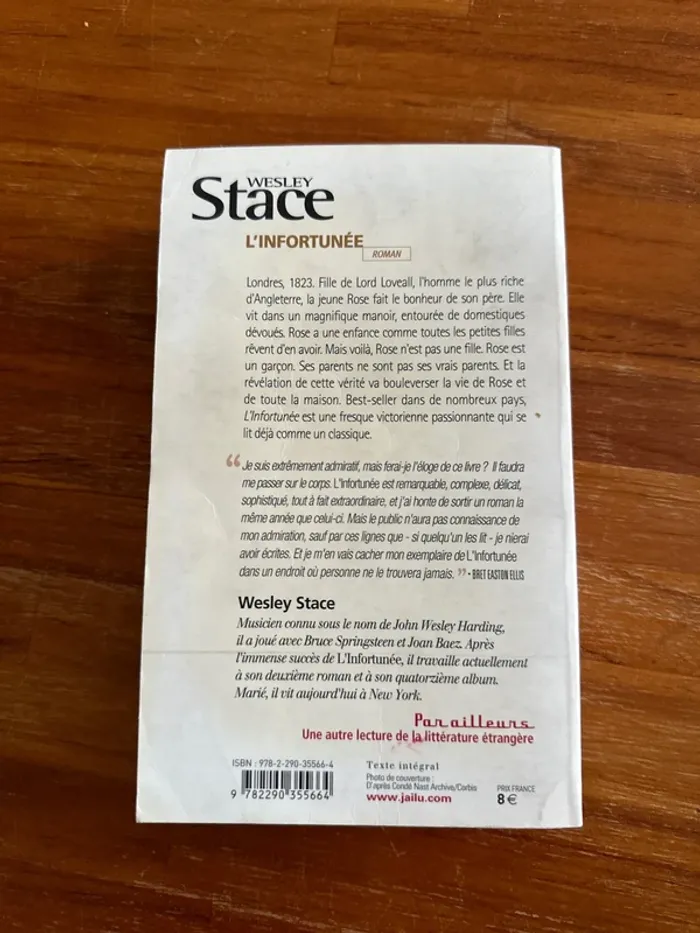 WESLEY
Stace
L'INFORTUNÉE
ROMAN
Londres, 1823. Fille de Lord Loveall, l'homme le plus riche
d'Angleterre, la jeune Rose fait le bonheur de son père. Elle
vit dans un magnifique manoir, entourée de domestiques
dévoués. Rose a une enfance comme toutes les petites filles
rêvent d'en avoir. Mais voilà, Rose n'est pas une fille. Rose est
un garçon. Ses parents ne sont pas ses vrais parents. Et la
révélation de cette vérité va bouleverser la vie de Rose et
de toute la maison. Best-seller dans de nombreux pays,
L'Infortunée est une fresque victorienne passionnante qui se
lit déjà comme un classique.
“ Je suis extrêmement admiratif, mais ferai-je l'éloge de ce livre ? Il faudra
me passer sur le corps. L'Infortunée est remarquable, complexe, délicat,
sophistiqué, tout à fait extraordinaire, et j'ai honte de sortir un roman la
même année que celui-ci. Mais le public n'aura pas connaissance de
mon admiration, sauf par ces lignes que - si quelqu'un les lit - je nierai
avoir écrites. Et je m'en vais cacher mon exemplaire de L'Infortunée
dans un endroit où personne ne le trouvera jamais. ” - BRET EASTON ELLIS
Wesley Stace
Musicien connu sous le nom de John Wesley Harding,
il a joué avec Bruce Springsteen et Joan Baez. Après
l'immense succès de L'Infortunée, il travaille actuellement
à son deuxième roman et à son quatorzième album.
Marié, il vit aujourd'hui à New York.
Par ailleurs
Une autre lecture de la littérature étrangère
ISBN : 978-2-290-35566-4
9 782290 355664
Texte intégral
Photo de couverture :
D'après Condé Nast Archive/Corbis
www.jailu.com
PRIX FRANCE
8 €